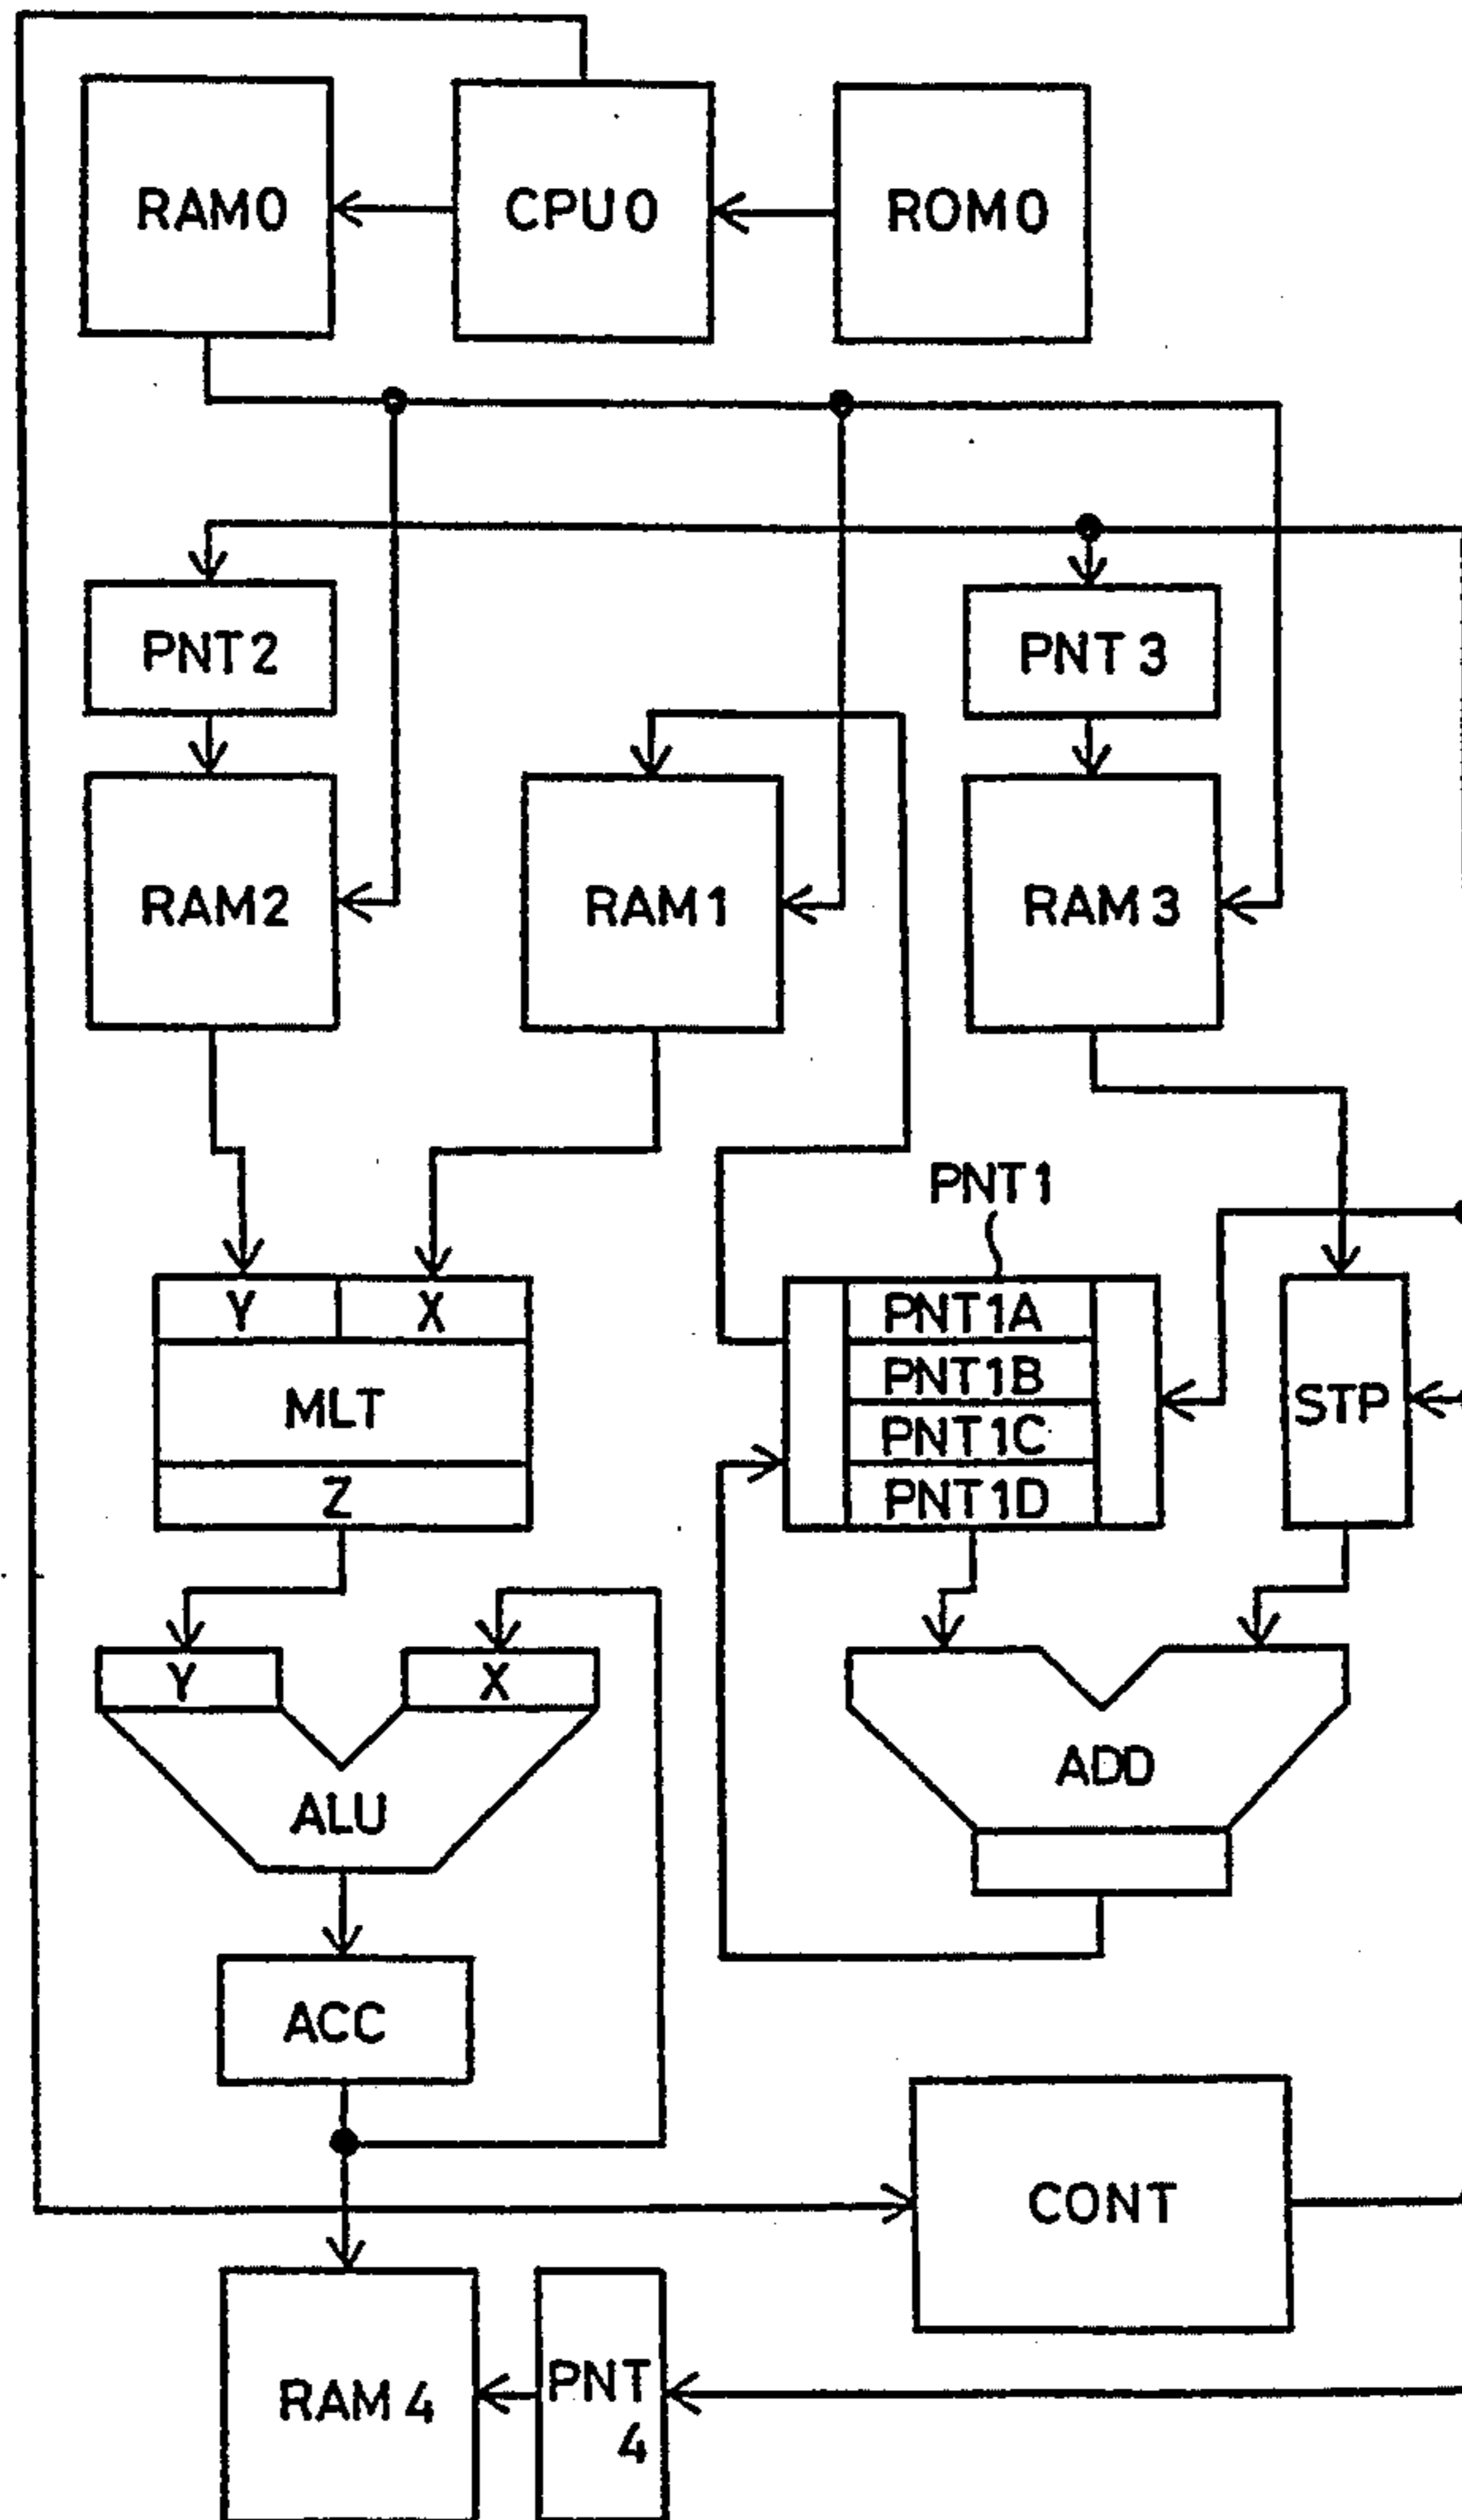 RAM0
CPU0
ROM0
PNT2
PNT3
RAM2
RAM1
RAM3
PNT1
Y
X
PNT1A
MLT
PNT1B
STP
PNT1C
Z
PNT1D
Y
X
ALU
ADD
ACC
CONT
RAM4
PNT
4